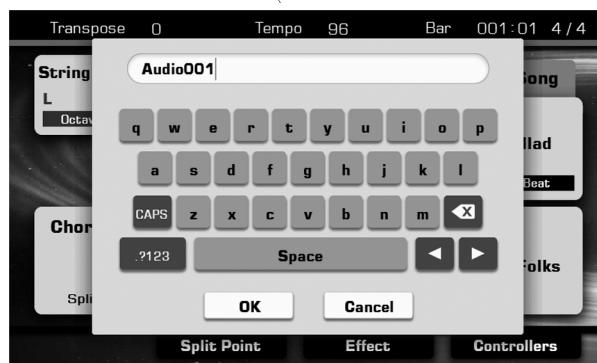 Transpose 0 Tempo 96 Bar 001:01 4/4
String
ong
Audio001
L
Octav
q w e r t y u i o p
llad
a s d f g h j k l
Beat
CAPS z x c v b n m
Chor
.?123 Space
Folks
Spli
OK Cancel
Split Point Effect Controllers